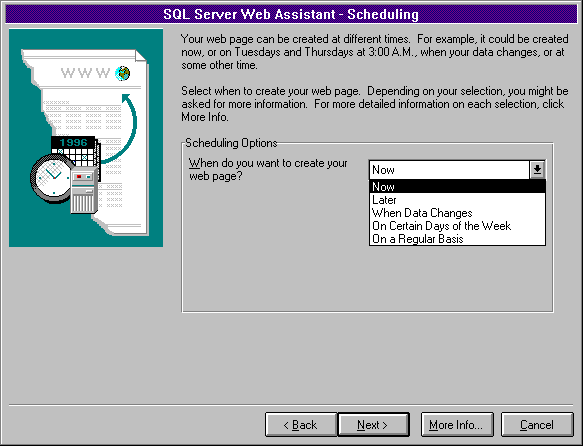 SQL Server Web Assistant - Scheduling
WWW
1996
Your web page can be created at different times. For example, it could be created
now, or on Tuesdays and Thursdays at 3:00 A.M., when your data changes, or at
some other time.
Select when to create your web page. Depending on your selection, you might be
asked for more information. For more detailed information on each selection, click
More Info.
Scheduling Options
When do you want to create your
web page?
Now
Now
Later
When Data Changes
On Certain Days of the Week
On a Regular Basis
< Back
Next >
More Info...
Cancel